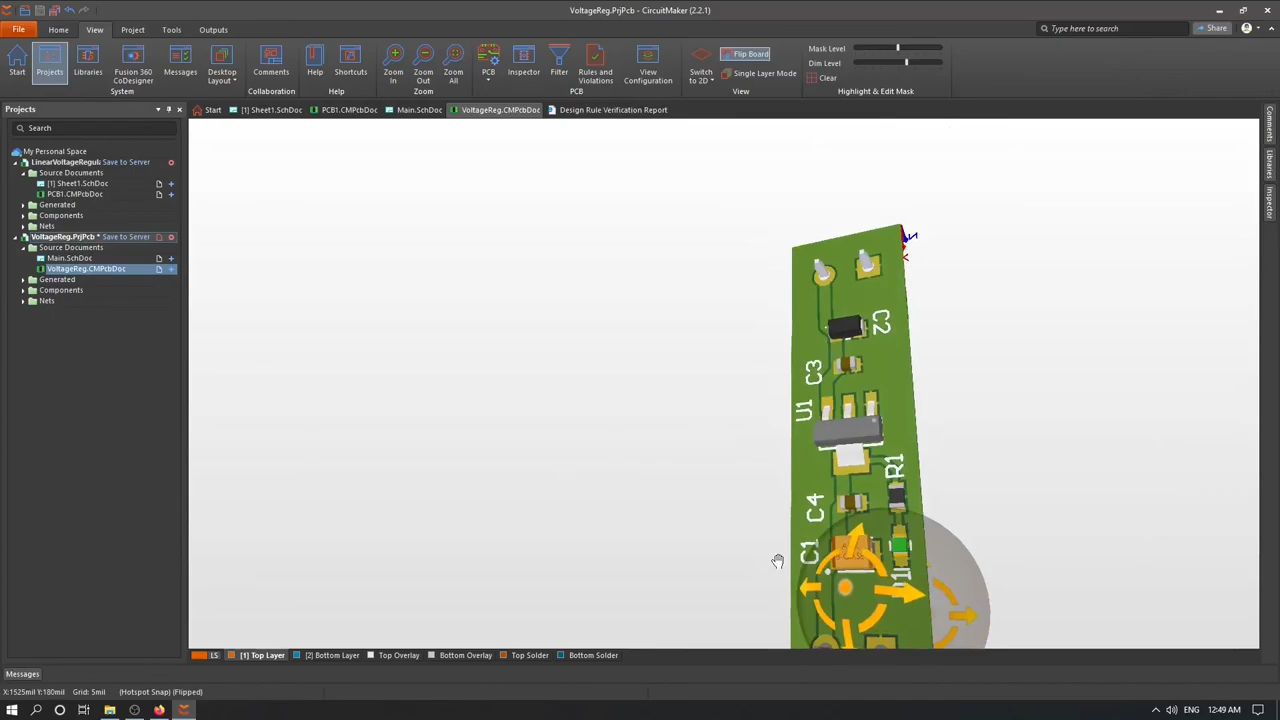 VoltageReg.PrjPcb - CircuitMaker (2.2.1)
File Home View Project Tools Outputs
Type here to search
Share
Start
Projects
Libraries
Fusion 360 CoDesigner
Messages
Desktop Layout
System
Comments
Collaboration
Help
Shortcuts
Help
Zoom In
Zoom Out
Zoom All
Zoom
PCB
Inspector
Filter
Rules and Violations
View Configuration
PCB
Switch to 2D
Flip Board
Single Layer Mode
View
Mask Level
Dim Level
Clear
Highlight & Edit Mask
Projects
Start
[1] Sheet1.SchDoc
PCB1.CMPcbDoc
Main.SchDoc
VoltageReg.CMPcbDoc
Design Rule Verification Report
Search
My Personal Space
LinearVoltageRegul Save to Server
Source Documents
[1] Sheet1.SchDoc
PCB1.CMPcbDoc
Generated
Components
Nets
VoltageReg.PrjPcb * Save to Server
Source Documents
Main.SchDoc
VoltageReg.CMPcbDoc
Generated
Components
Nets
Comments
Libraries
Inspector
C2
C3
U1
R1
C4
C1
LS
[1] Top Layer
[2] Bottom Layer
Top Overlay
Bottom Overlay
Top Solder
Bottom Solder
Messages
X:1525mil Y:180mil Grid: 5mil (Hotspot Snap) (Flipped)
12:49 AM